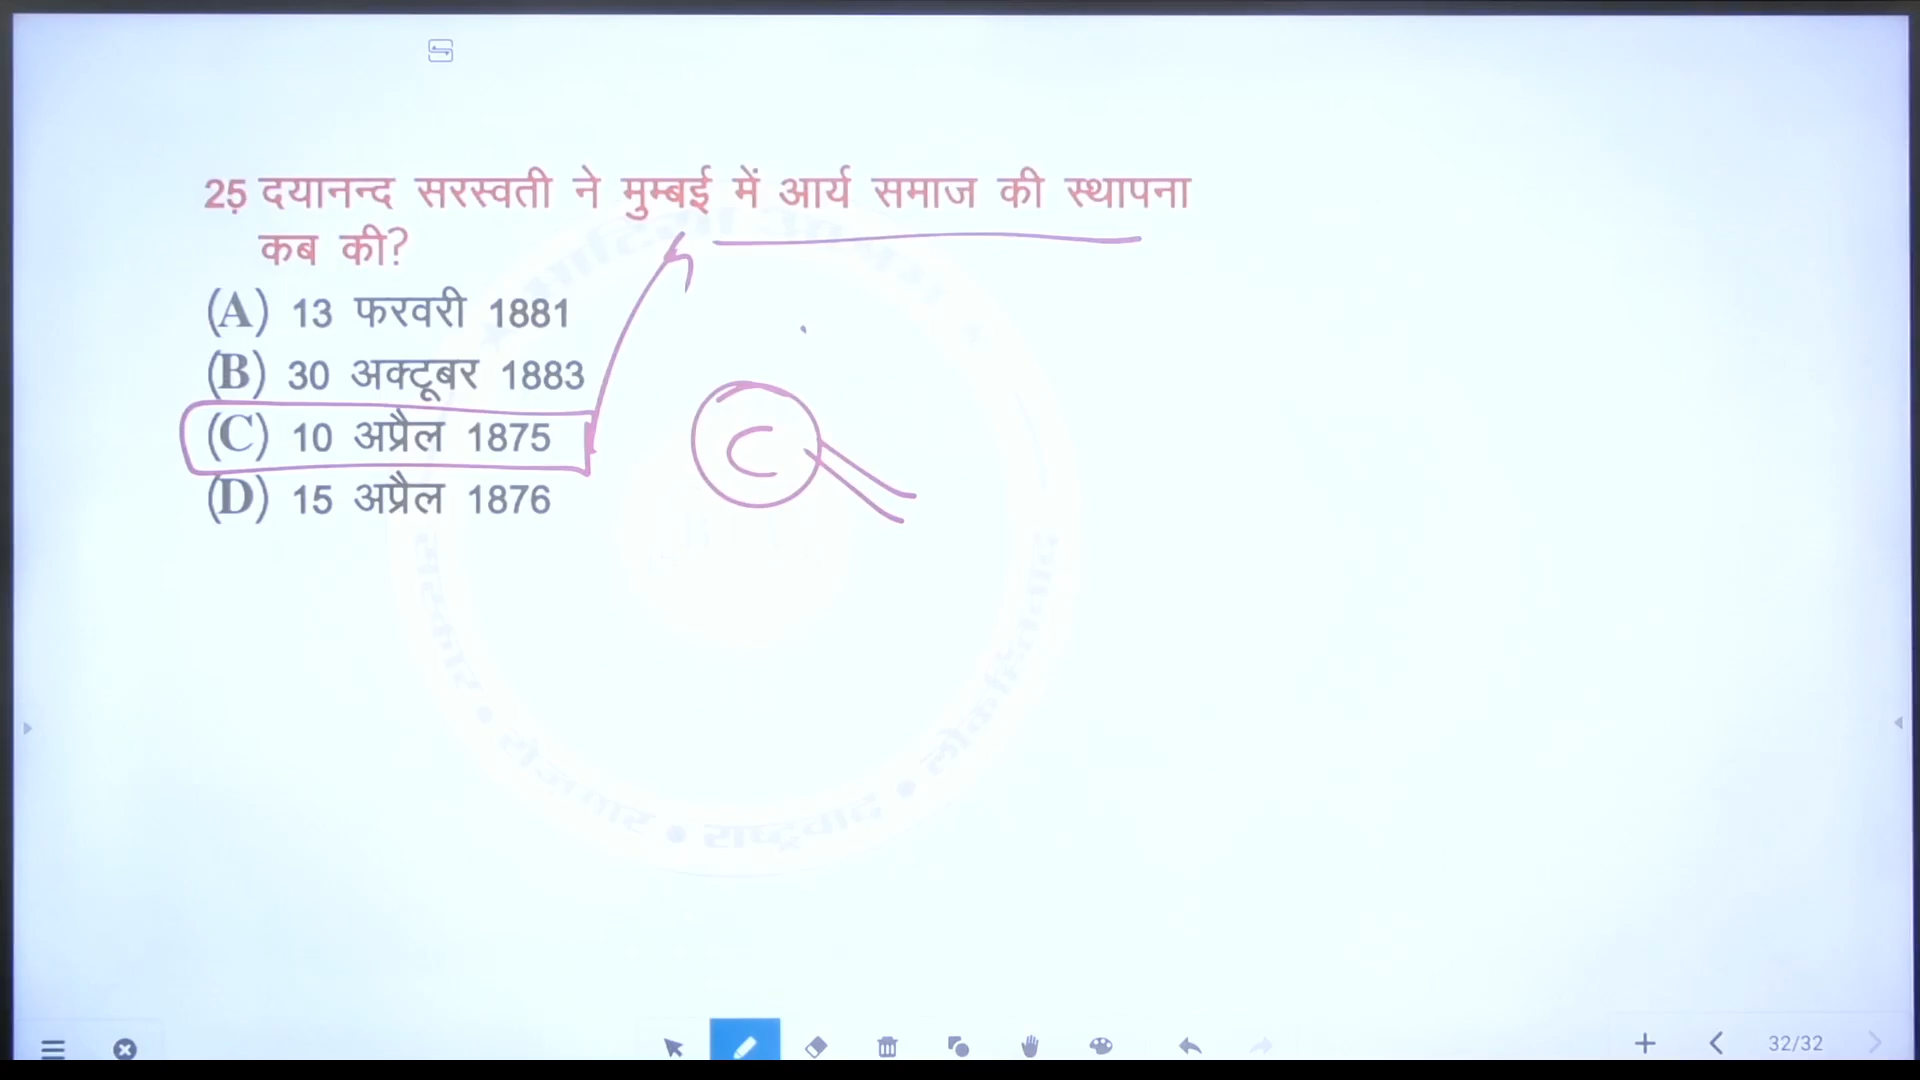 25 दयानन्द सरस्वती ने मुम्बई में आर्य समाज की स्थापना
कब की?
(A) 13 फरवरी 1881
(B) 30 अक्टूबर 1883
(C) 10 अप्रैल 1875
(D) 15 अप्रैल 1876
C
32/32